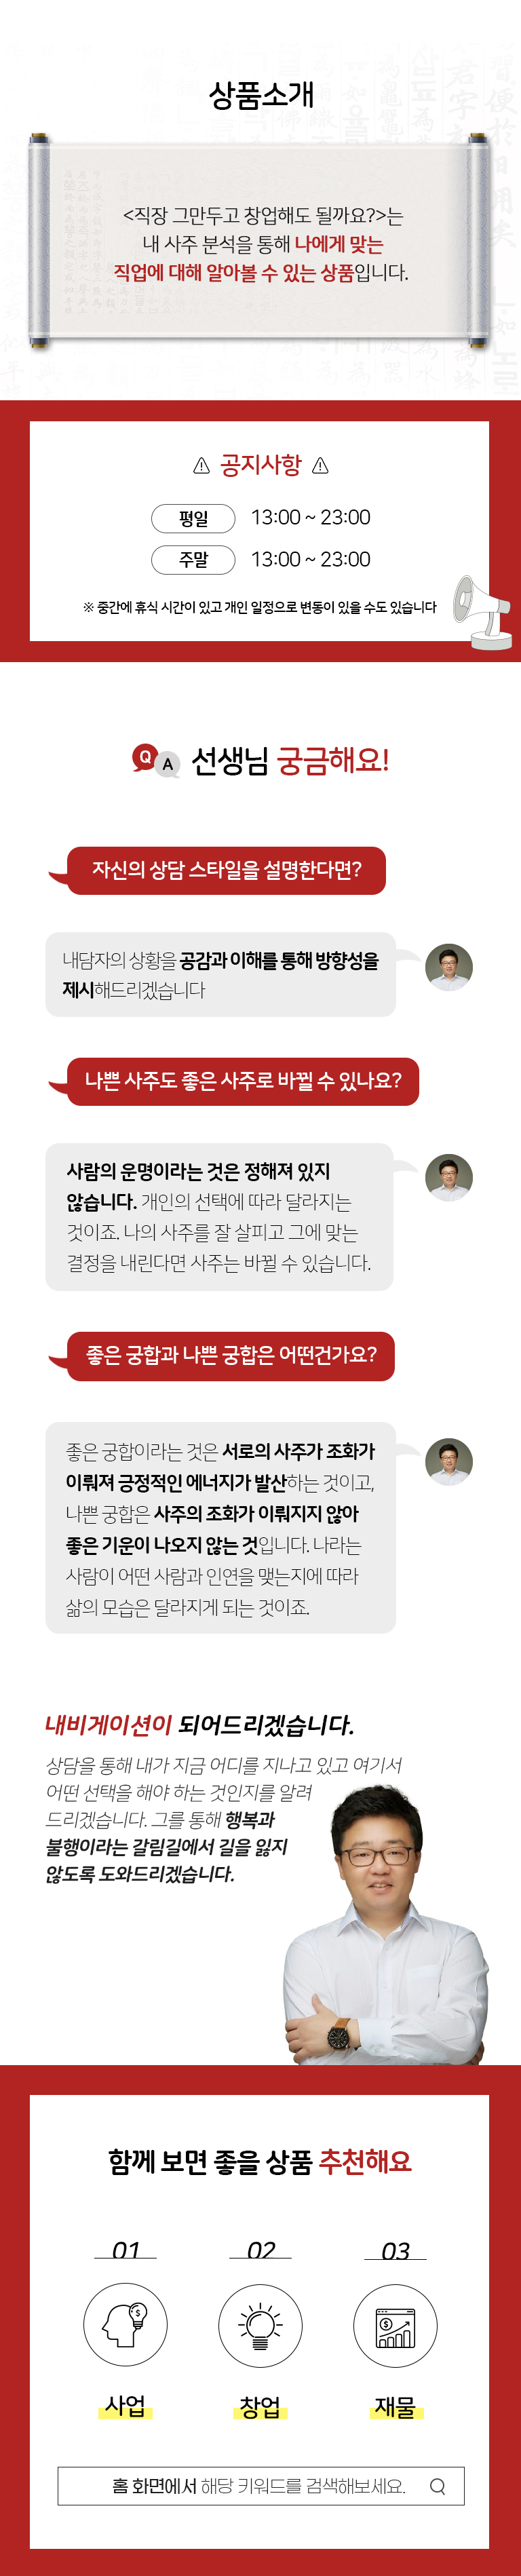 상품소개
<직장 그만두고 창업해도 될까요?>는
내 사주 분석을 통해 나에게 맞는
직업에 대해 알아볼 수 있는 상품입니다.
공지사항
평일 13:00 ~ 23:00
주말 13:00 ~ 23:00
※ 중간에 휴식 시간이 있고 개인 일정으로 변동이 있을 수도 있습니다
Q A 선생님 궁금해요!
자신의 상담 스타일을 설명한다면?
내담자의 상황을 공감과 이해를 통해 방향성을
제시해드리겠습니다
나쁜 사주도 좋은 사주로 바뀔 수 있나요?
사람의 운명이라는 것은 정해져 있지
않습니다. 개인의 선택에 따라 달라지는
것이죠. 나의 사주를 잘 살피고 그에 맞는
결정을 내린다면 사주는 바뀔 수 있습니다.
좋은 궁합과 나쁜 궁합은 어떤건가요?
좋은 궁합이라는 것은 서로의 사주가 조화가
이뤄져 긍정적인 에너지가 발산하는 것이고,
나쁜 궁합은 사주의 조화가 이뤄지지 않아
좋은 기운이 나오지 않는 것입니다. 나라는
사람이 어떤 사람과 인연을 맺는지에 따라
삶의 모습은 달라지게 되는 것이죠.
내비게이션이 되어드리겠습니다.
상담을 통해 내가 지금 어디를 지나고 있고 여기서
어떤 선택을 해야 하는 것인지를 알려
드리겠습니다. 그를 통해 행복과
불행이라는 갈림길에서 길을 잃지
않도록 도와드리겠습니다.
함께 보면 좋을 상품 추천해요
01 02 03
사업 창업 재물
홈 화면에서 해당 키워드를 검색해보세요.